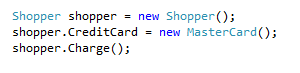 Shopper shopper = new Shopper();
shopper.CreditCard = new MasterCard();
shopper.Charge();